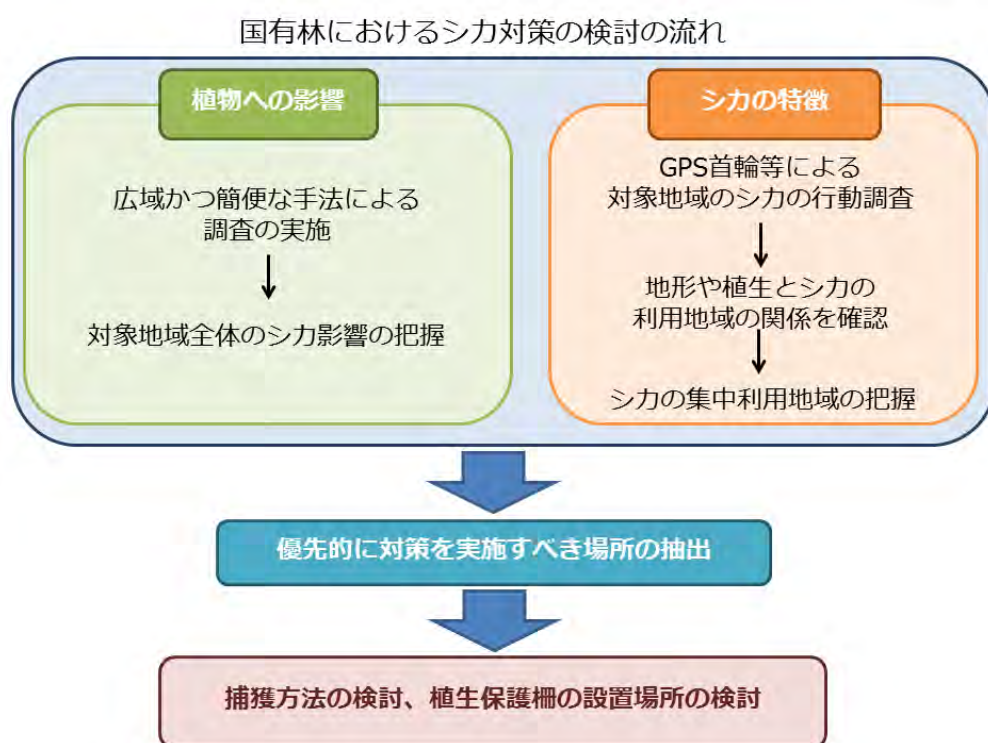 国有林におけるシカ対策の検討の流れ
植物への影響
広域かつ簡便な手法による
調査の実施
対象地域全体のシカ影響の把握
シカの特徴
GPS首輪等による
対象地域のシカの行動調査
地形や植生とシカの
利用地域の関係を確認
シカの集中利用地域の把握
優先的に対策を実施すべき場所の抽出
捕獲方法の検討、植生保護柵の設置場所の検討